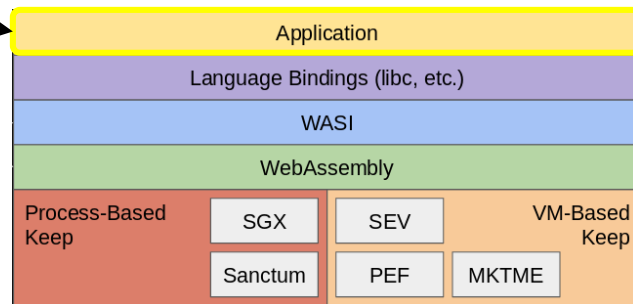 Application
Language Bindings (libc, etc.)
WASI
WebAssembly
Process-Based
Keep
SGX
Sanctum
SEV
PEF
MKTME
VM-Based
Keep